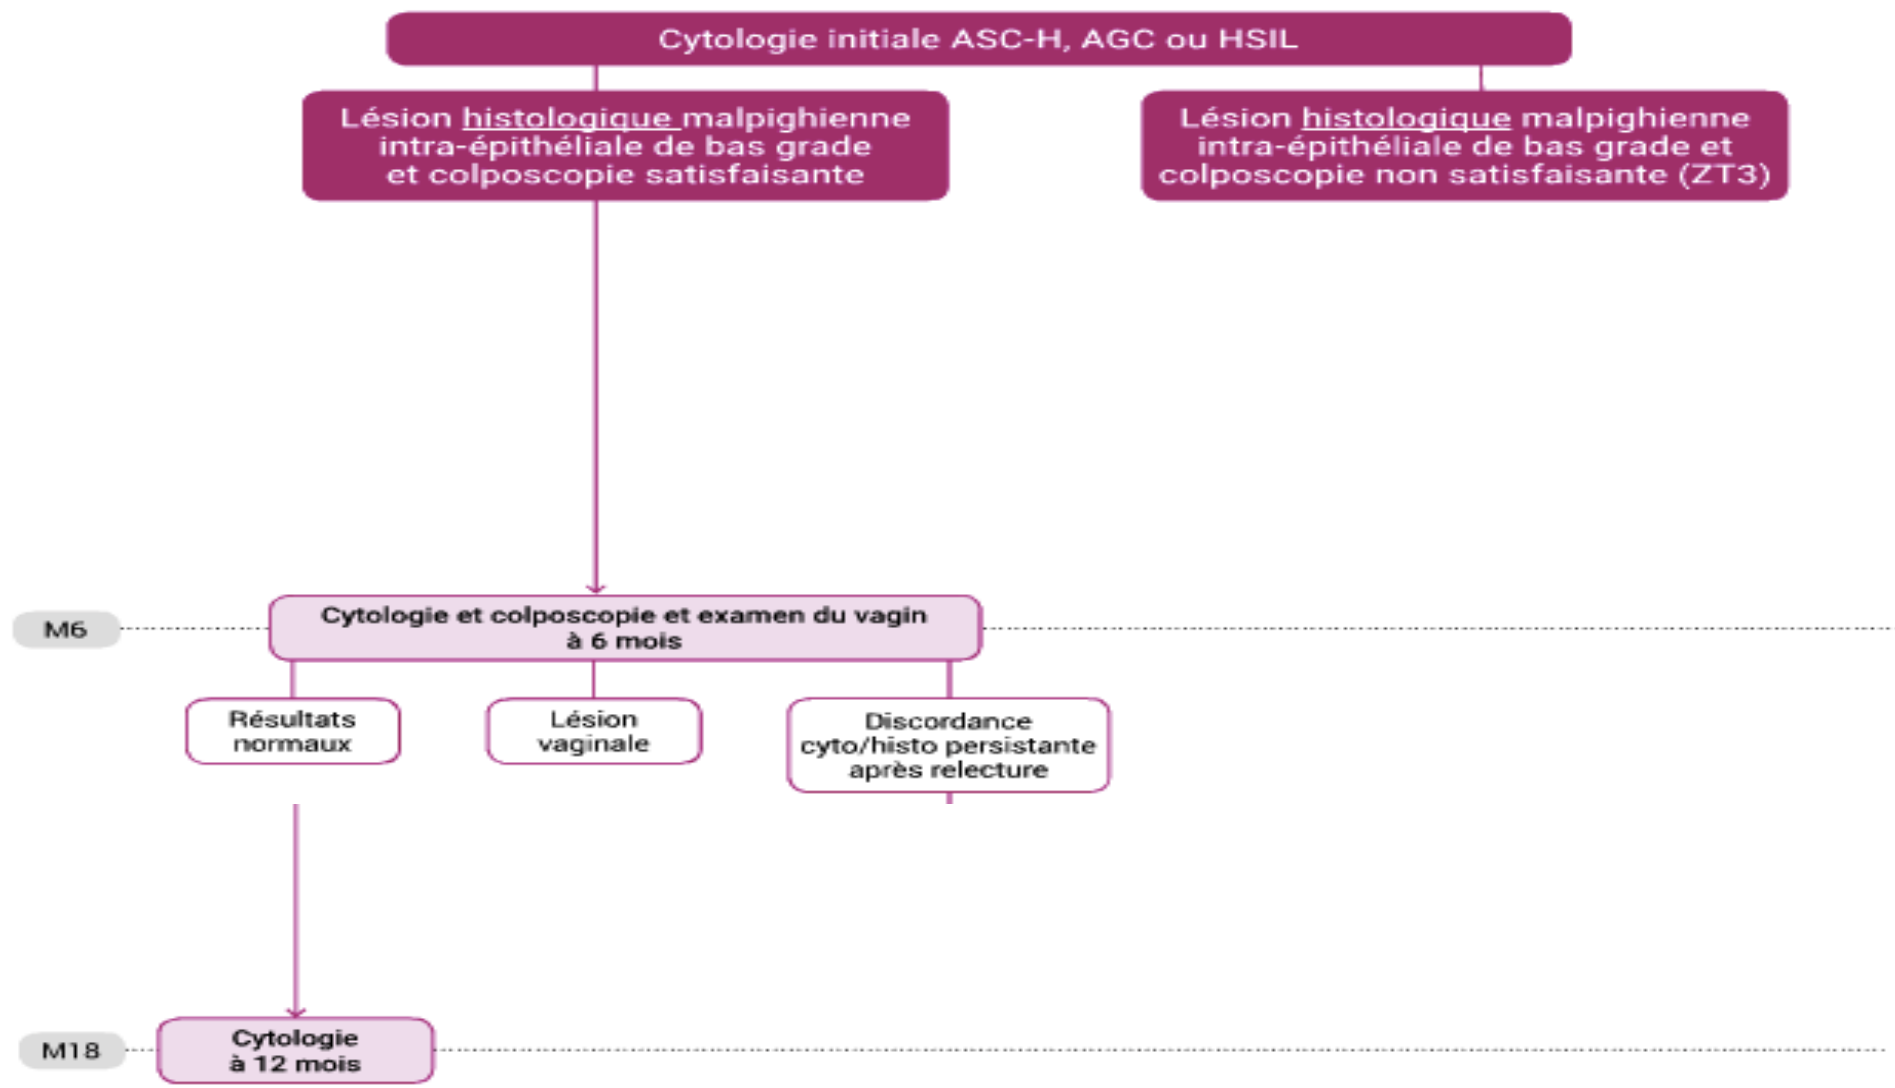 Cytologie initiale ASC-H, AGC ou HSIL
Lésion histologique malpighienne
intra-épithéliale de bas grade
et colposcopie satisfaisante
Lésion histologique malpighienne
intra-épithéliale de bas grade et
colposcopie non satisfaisante (ZT3)
M6
Cytologie et colposcopie et examen du vagin
à 6 mois
Résultats
normaux
Lésion
vaginale
Discordance
cyto/histo persistante
après relecture
M18
Cytologie
à 12 mois